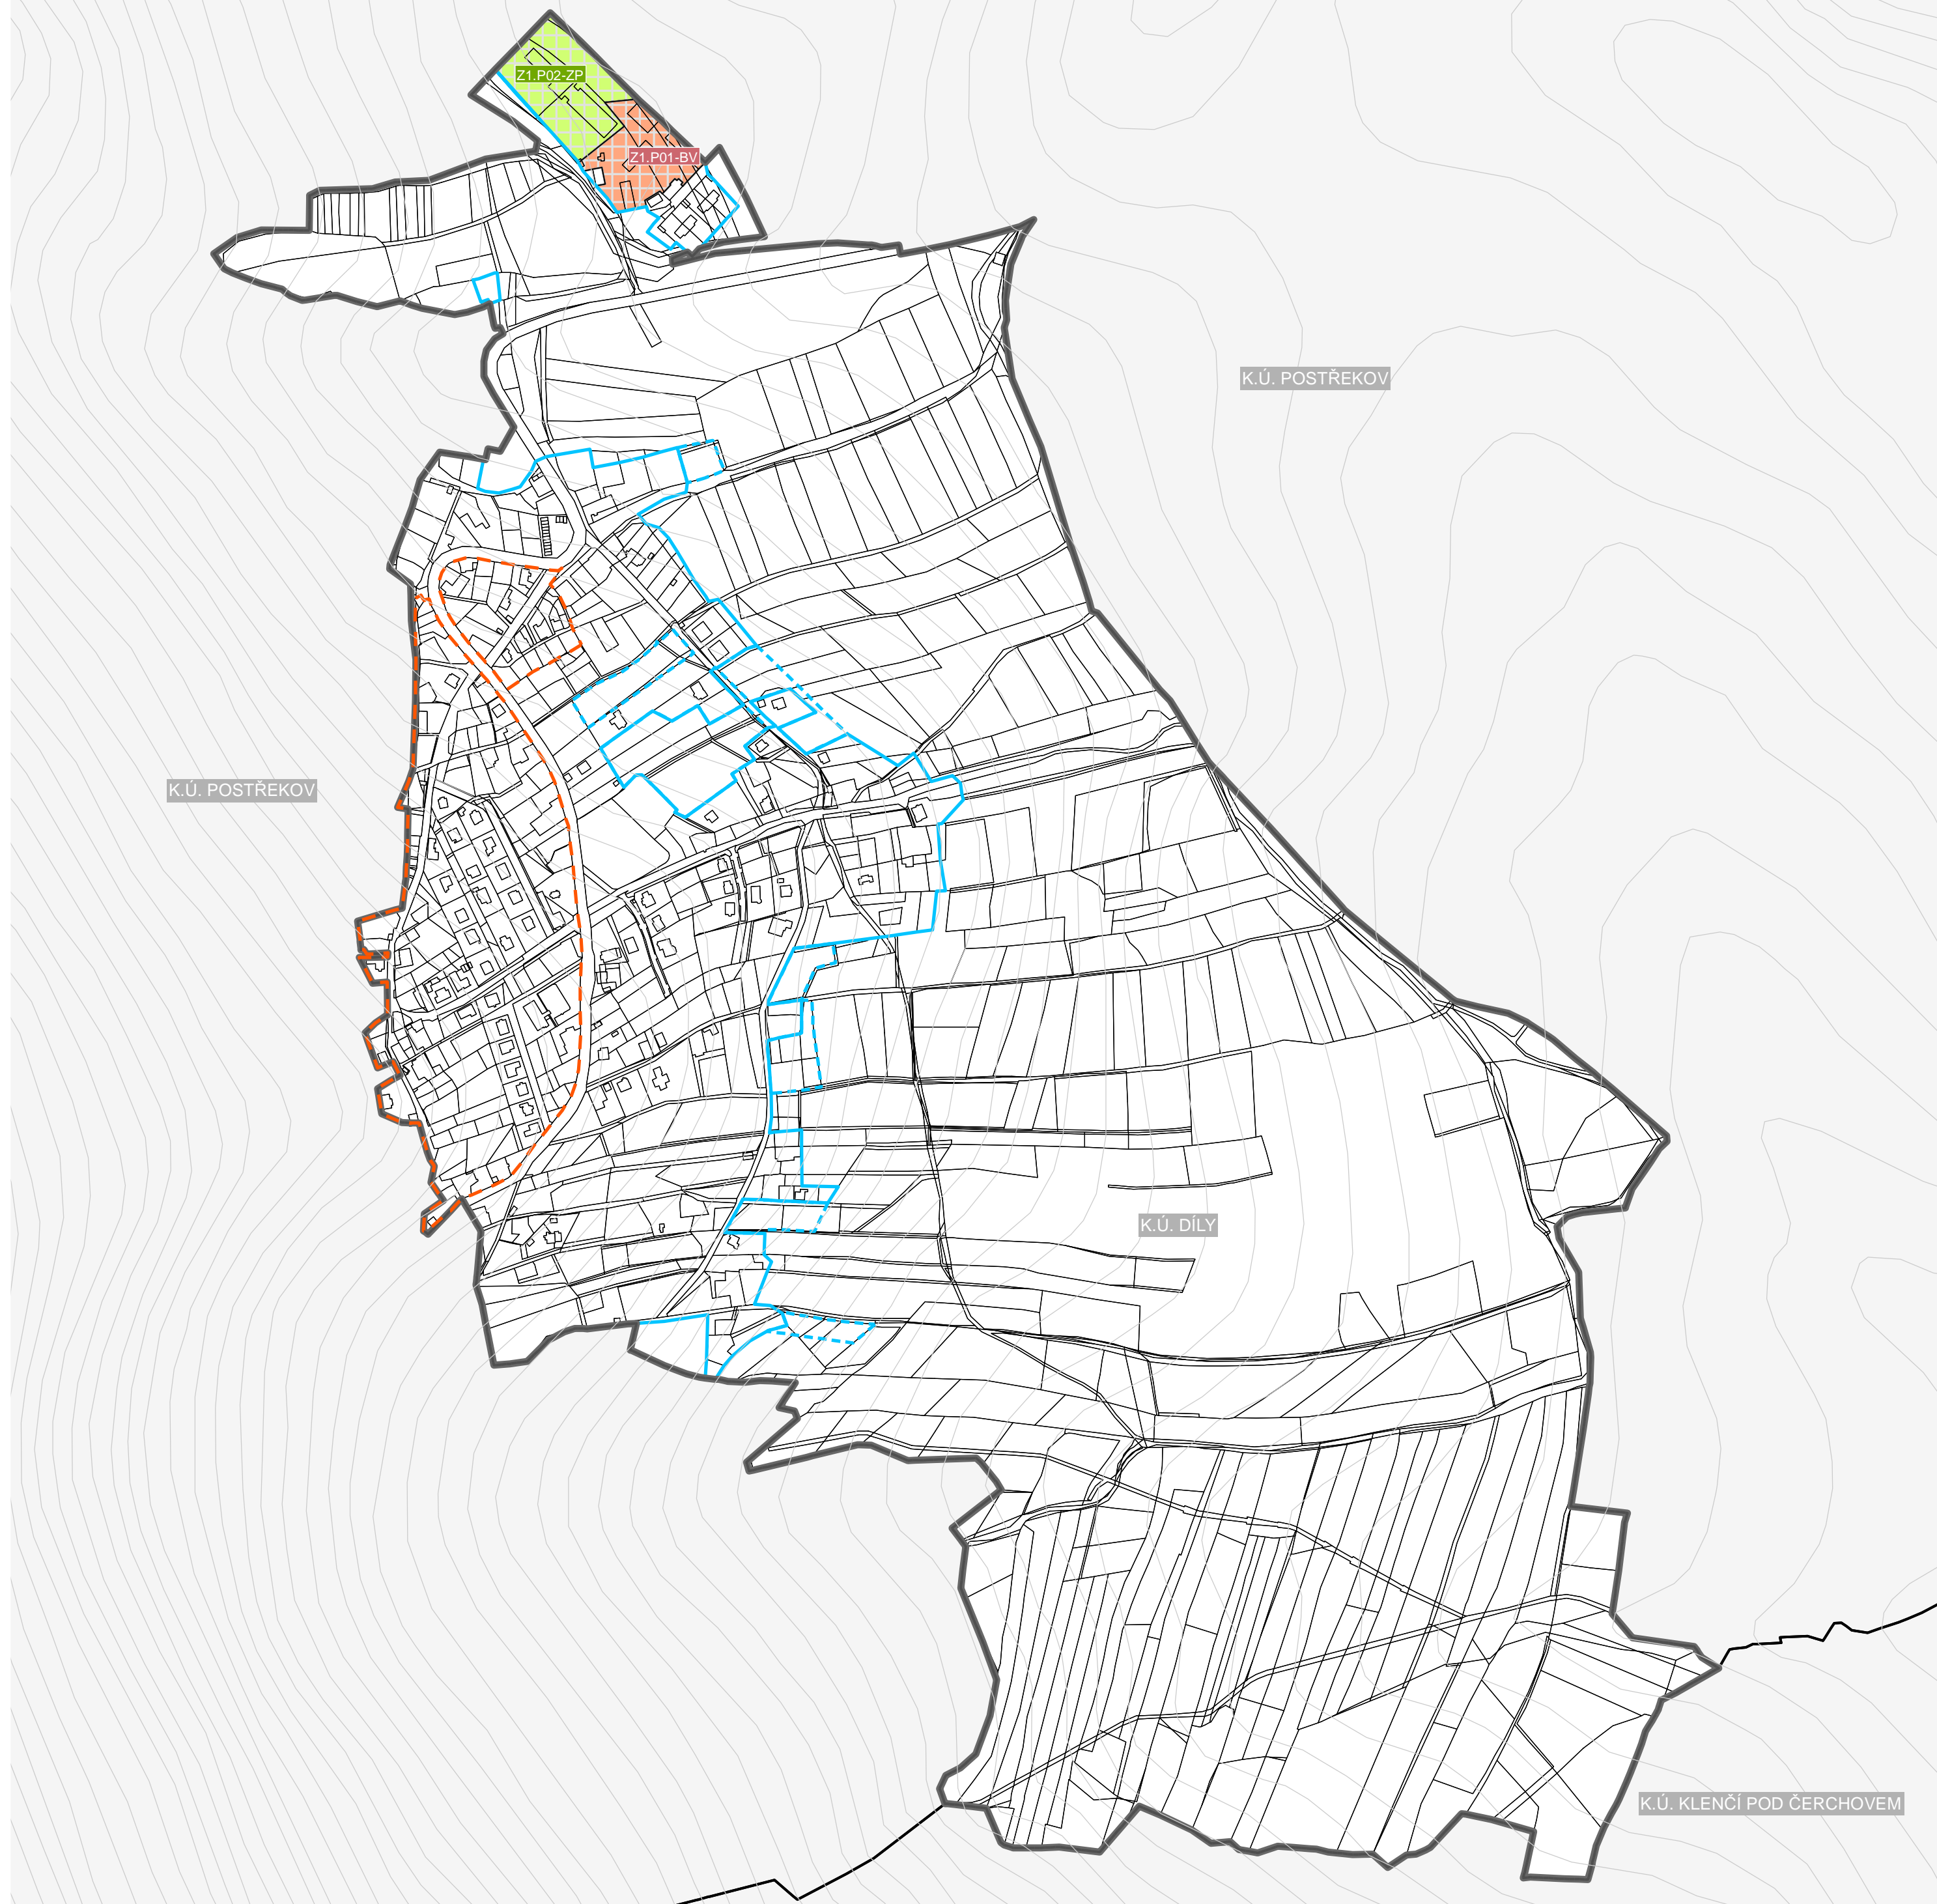 Z1.P02-ZP
Z1.P01-BV
K.Ú. POSTŘEKOV
K.Ú. POSTŘEKOV
K.Ú. DÍLY
K.Ú. KLENČÍ POD ČERCHOVEM